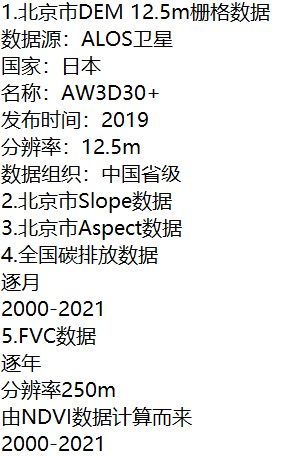 1.北京市DEM 12.5m栅格数据
数据源：ALOS卫星
国家：日本
名称：AW3D30+
发布时间：2019
分辨率：12.5m
数据组织：中国省级
2.北京市Slope数据
3.北京市Aspect数据
4.全国碳排放数据
逐月
2000-2021
5.FVC数据
逐年
分辨率250m
由NDVI数据计算而来
2000-2021